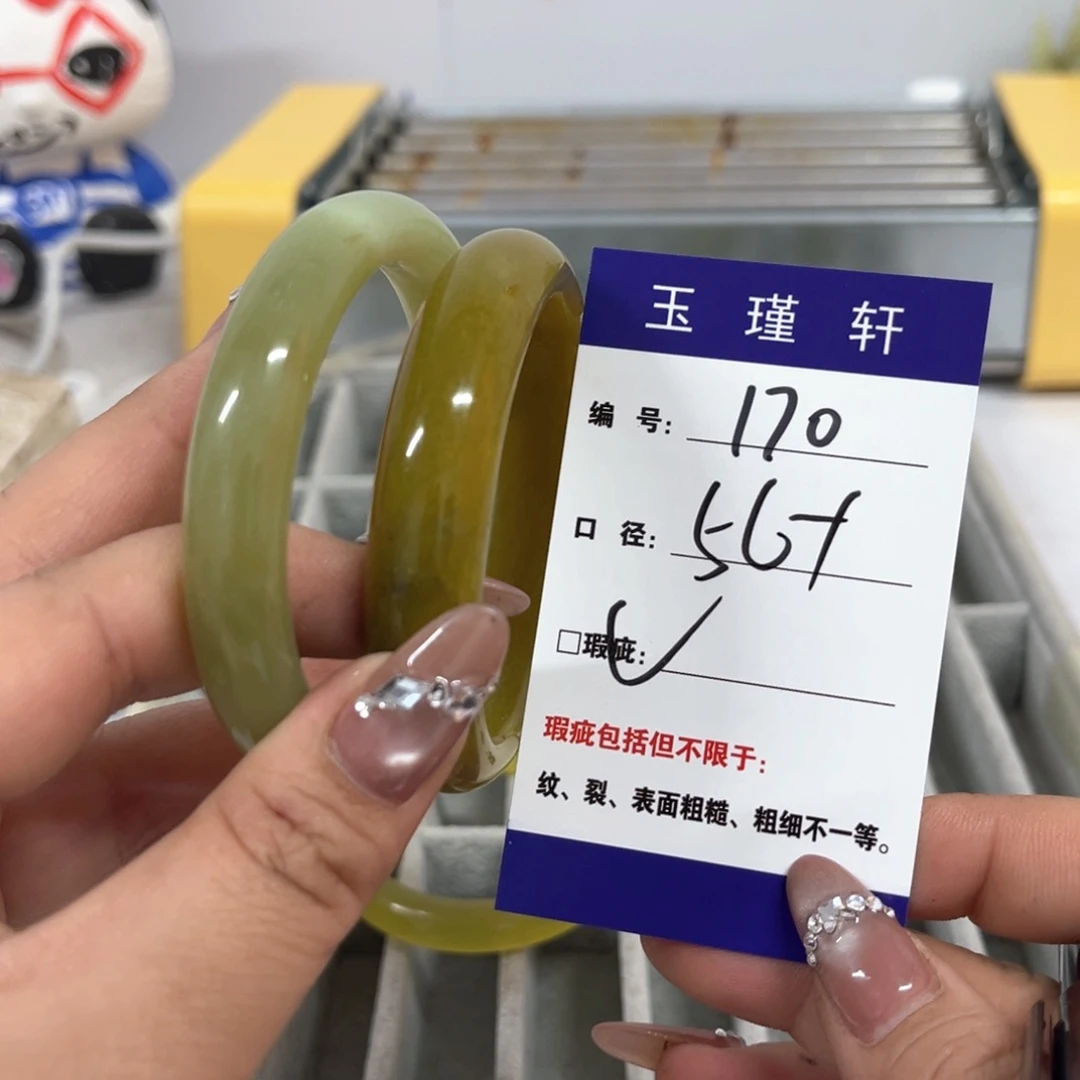 玉瑾轩
编号: 170
口径: 56+
□瑕疵:
瑕疵包括但不限于:
纹、裂、表面粗糙、粗细不一等。